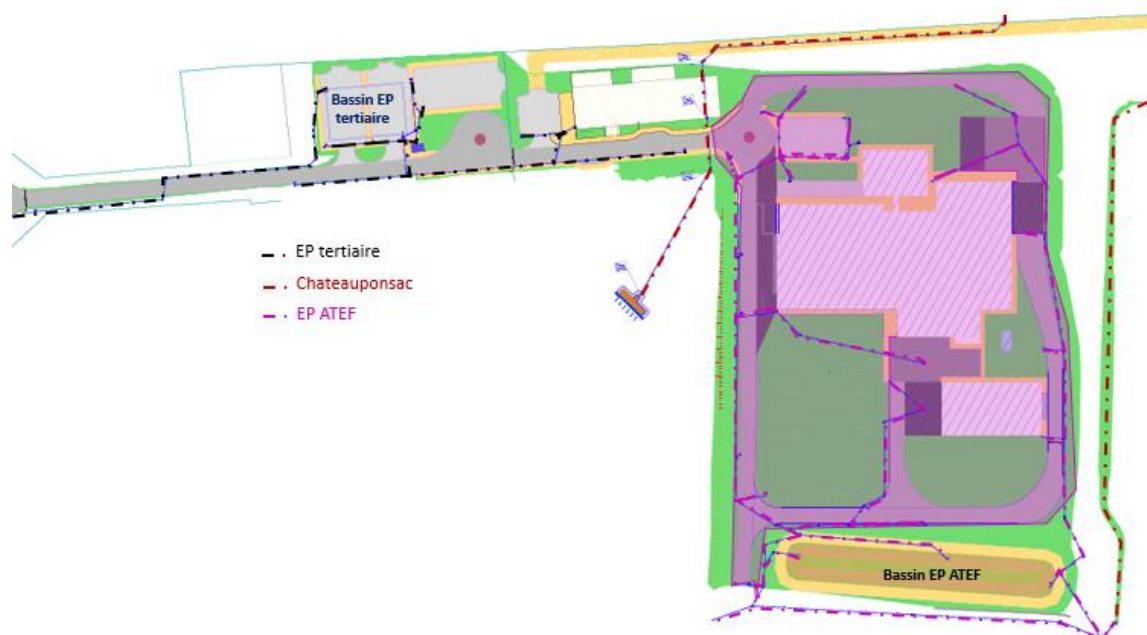 Bassin EP
tertiaire
EP tertiaire
Chateauponsac
EP ATEF
Bassin EP ATEF